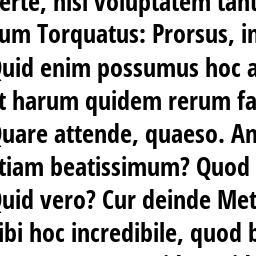 erte, nisi voluptatem tant
um Torquatus: Prorsus, in
Quid enim possumus hoc a
t harum quidem rerum fa
Quare attende, quaeso. An
tiam beatissimum? Quod
Quid vero? Cur deinde Met
ibi hoc incredibile, quod b